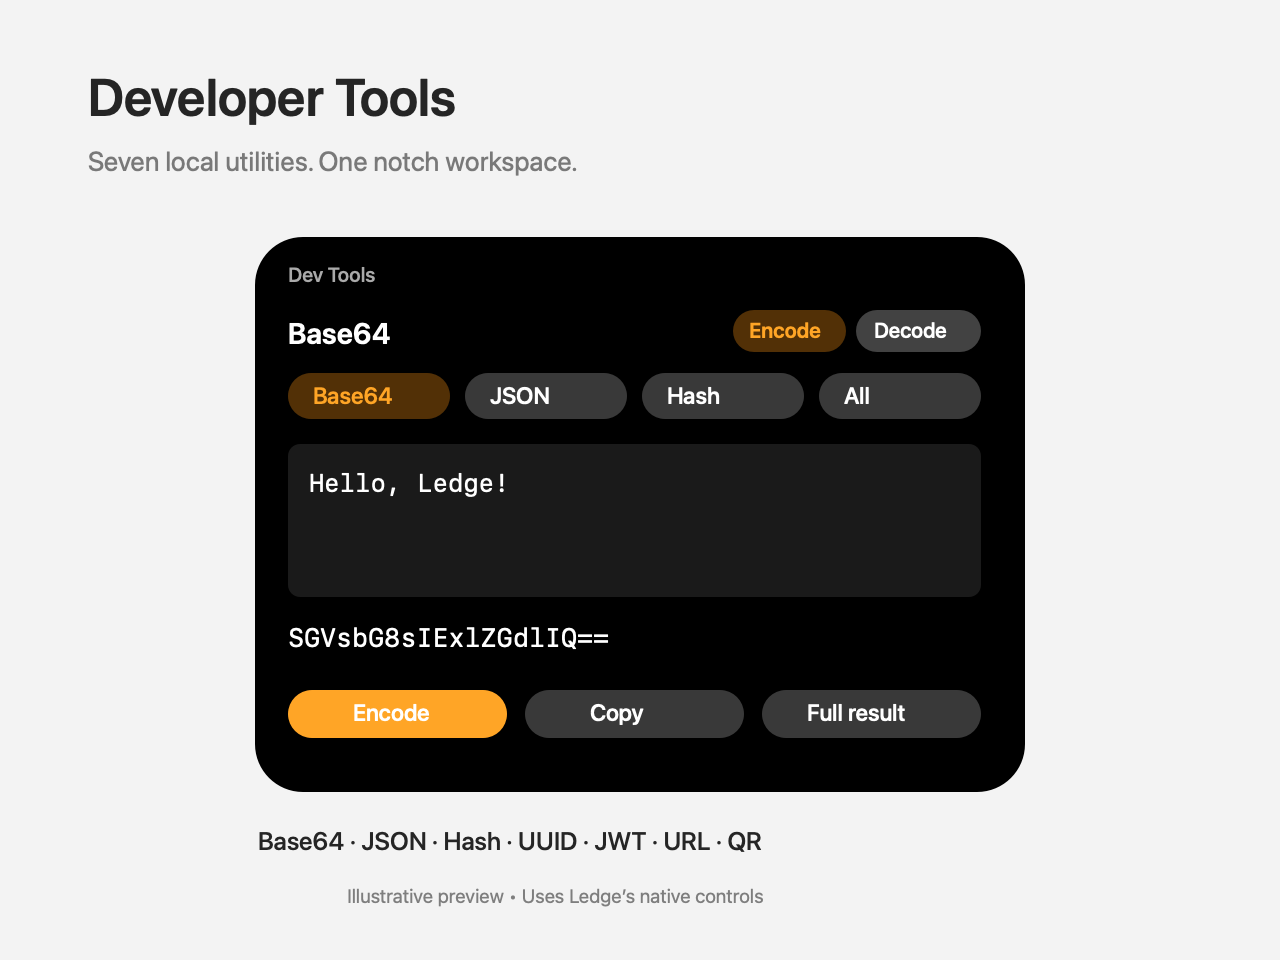 Developer Tools
Seven local utilities. One notch workspace.
Dev Tools
Base64
Encode
Decode
Base64
JSON
Hash
All
Hello, Ledge!
SGVsbG8sIExlZGdlIQ==
Encode
Copy
Full result
Base64 · JSON · Hash · UUID · JWT · URL · QR
Illustrative preview • Uses Ledge’s native controls